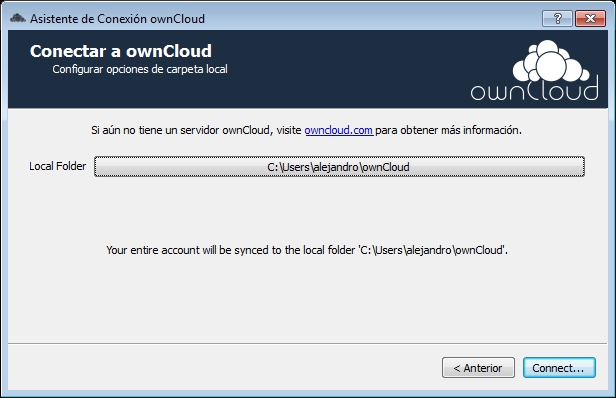 Asistente de Conexión ownCloud
Conectar a ownCloud
Configurar opciones de carpeta local
ownCloud
Si aún no tiene un servidor ownCloud, visite owncloud.com para obtener más información.
Local Folder C:\Users\alejandro\ownCloud
Your entire account will be synced to the local folder 'C:\Users\alejandro\ownCloud'.
< Anterior Connect...